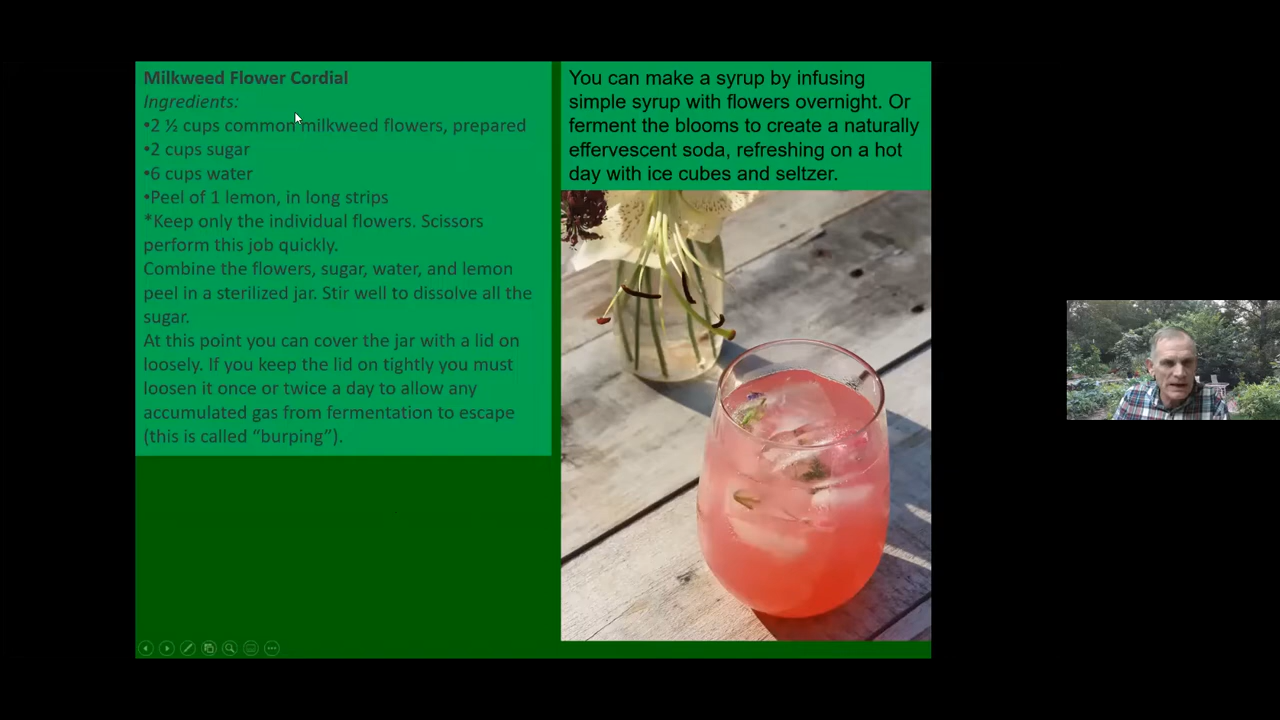 Milkweed Flower Cordial
Ingredients:
•2 ½ cups common milkweed flowers, prepared
•2 cups sugar
•6 cups water
•Peel of 1 lemon, in long strips
*Keep only the individual flowers. Scissors
perform this job quickly.
Combine the flowers, sugar, water, and lemon
peel in a sterilized jar. Stir well to dissolve all the
sugar.
At this point you can cover the jar with a lid on
loosely. If you keep the lid on tightly you must
loosen it once or twice a day to allow any
accumulated gas from fermentation to escape
(this is called “burping”).
You can make a syrup by infusing
simple syrup with flowers overnight. Or
ferment the blooms to create a naturally
effervescent soda, refreshing on a hot
day with ice cubes and seltzer.